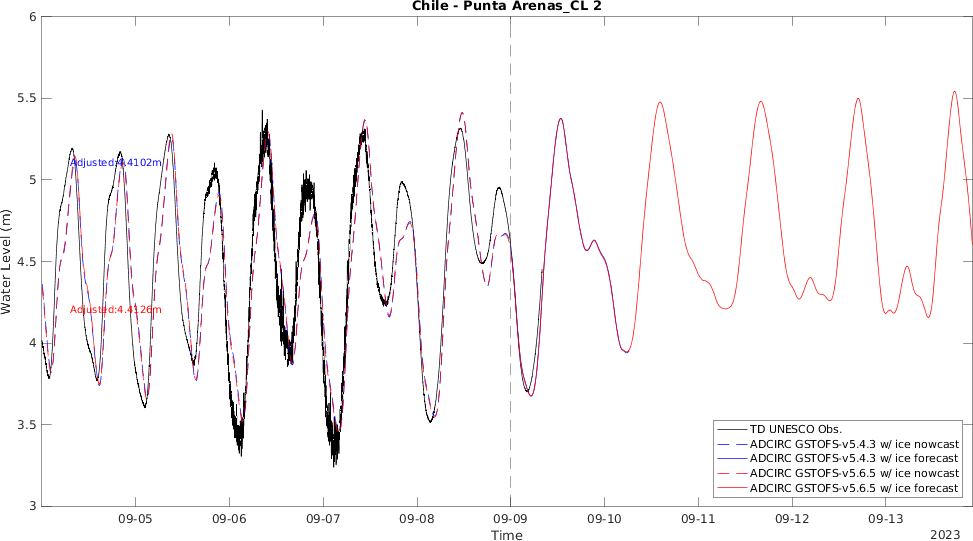 Chile - Punta Arenas_CL 2
6
5.5
5
4.5
4
3.5
3
Water Level (m)
Adjusted:4.4102m
Adjusted:4.4126m
TD UNESCO Obs.
ADCIRC GSTOFS-v5.4.3 w/ ice nowcast
ADCIRC GSTOFS-v5.4.3 w/ ice forecast
ADCIRC GSTOFS-v5.6.5 w/ ice nowcast
ADCIRC GSTOFS-v5.6.5 w/ ice forecast
09-05 09-06 09-07 09-08 09-09 09-10 09-11 09-12 09-13
Time
2023